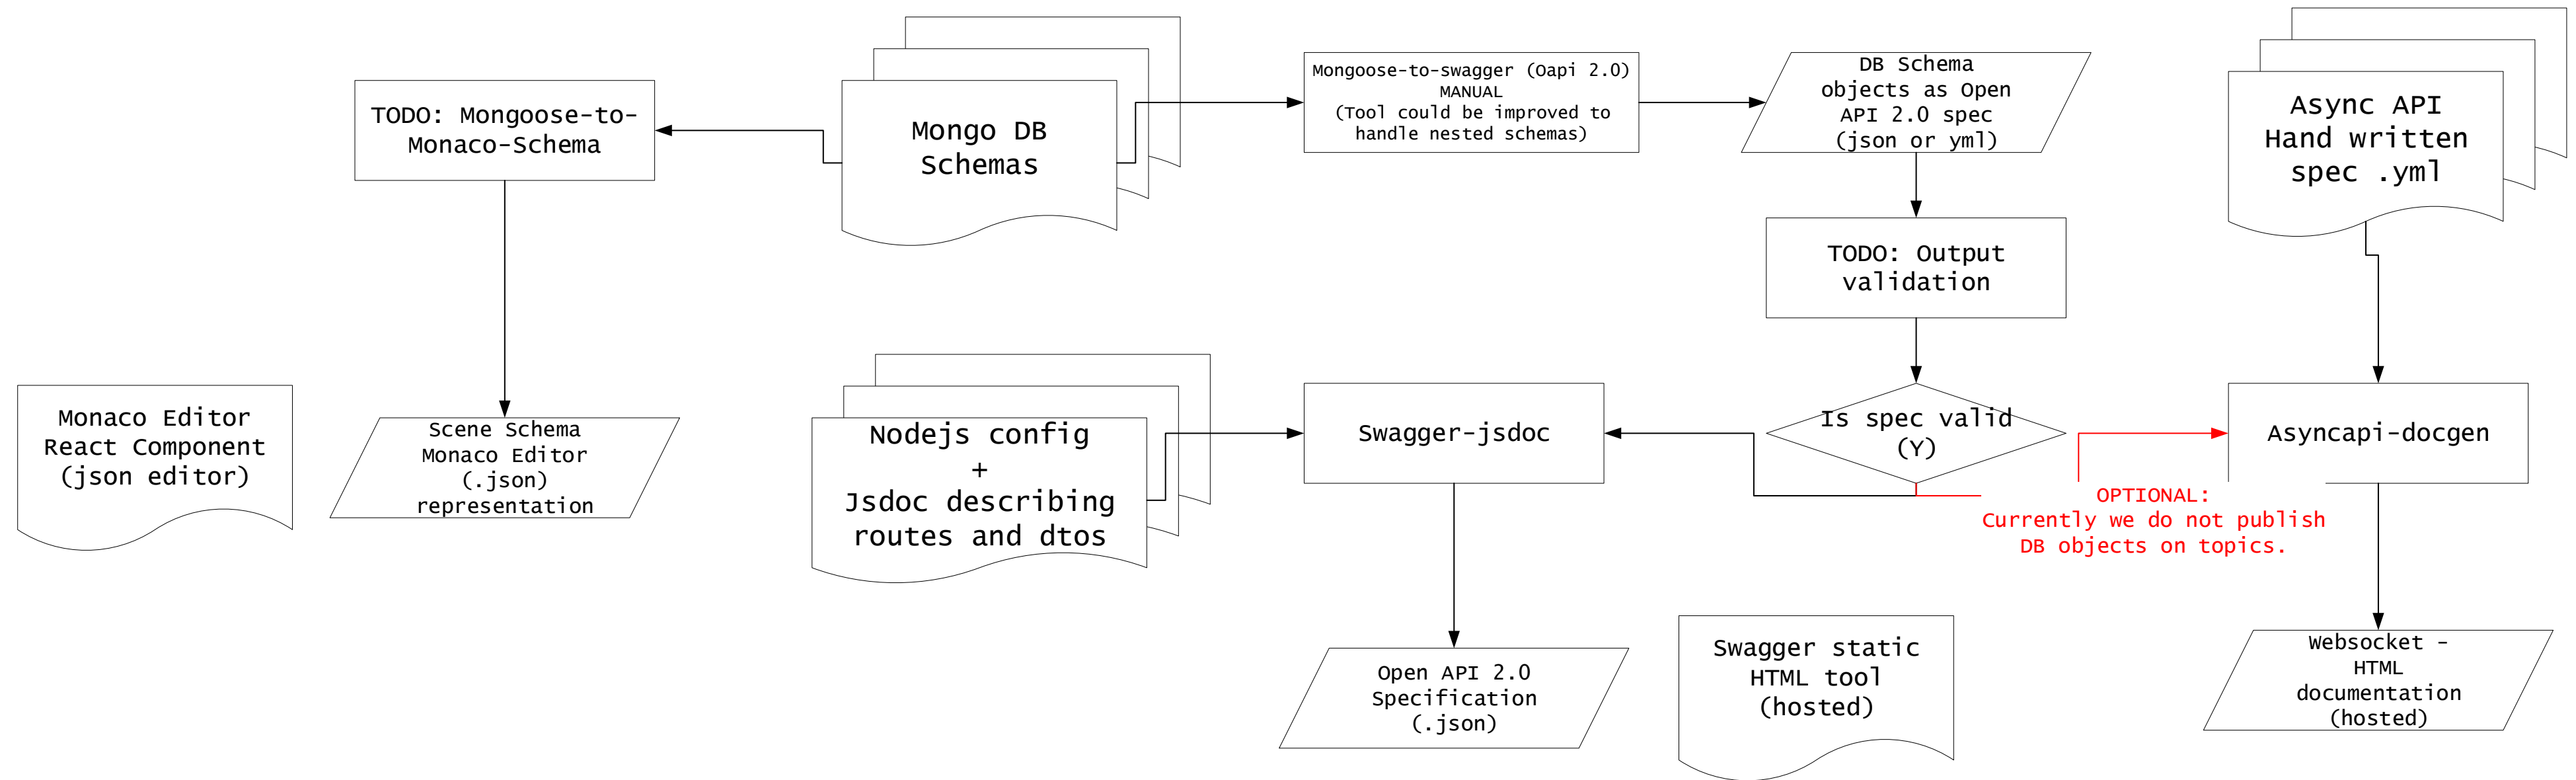 TODO: Mongoose-to-
Monaco-Schema
Mongo DB
Schemas
Mongoose-to-swagger (Oapi 2.0)
MANUAL
(Tool could be improved to
handle nested schemas)
DB Schema
objects as Open
API 2.0 spec
(json or yml)
Async API
Hand written
spec .yml
TODO: Output
validation
Monaco Editor
React Component
(json editor)
Scene Schema
Monaco Editor
(.json)
representation
Nodejs config
+
Jsdoc describing
routes and dtos
Swagger-jsdoc
Is spec valid
(Y)
Asyncapi-docgen
OPTIONAL:
Currently we do not publish
DB objects on topics.
Open API 2.0
Specification
(.json)
Swagger static
HTML tool
(hosted)
Websocket -
HTML
documentation
(hosted)